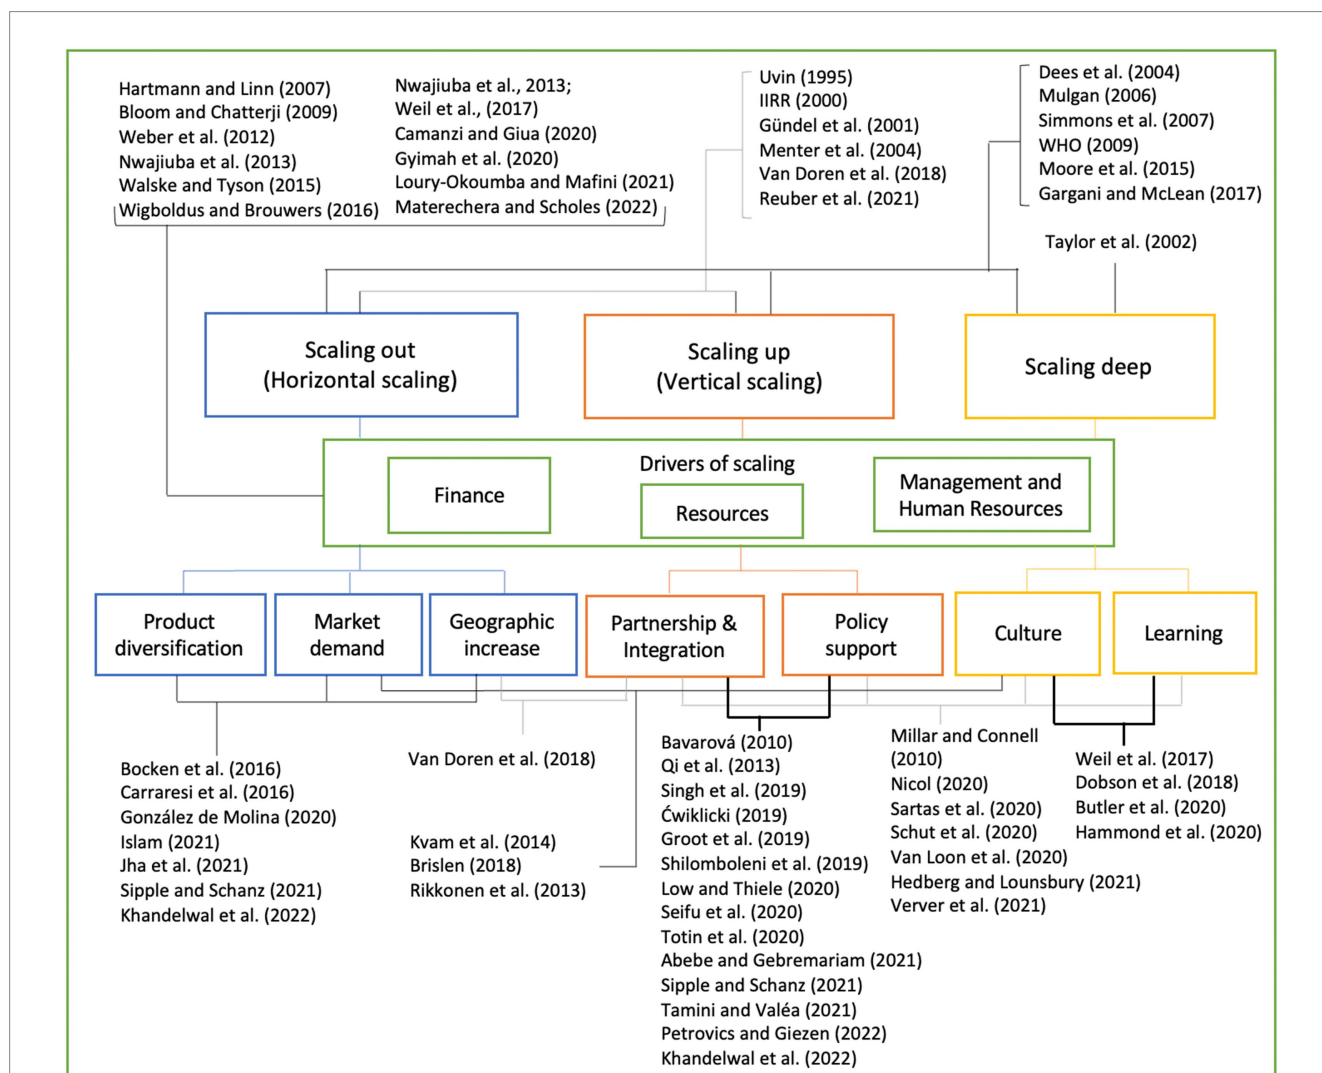 Hartmann and Linn (2007)
Bloom and Chatterji (2009)
Weber et al. (2012)
Nwajiuba et al. (2013)
Walske and Tyson (2015)
Wigboldus and Brouwers (2016)
Nwajiuba et al., 2013;
Weil et al., (2017)
Camanzi and Giua (2020)
Gyimah et al. (2020)
Loury-Okoumba and Mafini (2021)
Materechera and Scholes (2022)
Uvin (1995)
IIRR (2000)
Gündel et al. (2001)
Menter et al. (2004)
Van Doren et al. (2018)
Reuber et al. (2021)
Dees et al. (2004)
Mulgan (2006)
Simmons et al. (2007)
WHO (2009)
Moore et al. (2015)
Gargani and McLean (2017)
Taylor et al. (2002)
Scaling out
(Horizontal scaling)
Scaling up
(Vertical scaling)
Scaling deep
Drivers of scaling
Finance
Resources
Management and
Human Resources
Product
diversification
Market
demand
Geographic
increase
Partnership &
Integration
Policy
support
Culture
Learning
Bocken et al. (2016)
Carraresi et al. (2016)
González de Molina (2020)
Islam (2021)
Jha et al. (2021)
Sipple and Schanz (2021)
Khandelwal et al. (2022)
Van Doren et al. (2018)
Kvam et al. (2014)
Brislen (2018)
Rikkonen et al. (2013)
Bavarová (2010)
Qi et al. (2013)
Singh et al. (2019)
Ćwiklicki (2019)
Groot et al. (2019)
Shilomboleni et al. (2019)
Low and Thiele (2020)
Seifu et al. (2020)
Totin et al. (2020)
Abebe and Gebremariam (2021)
Sipple and Schanz (2021)
Tamini and Valéa (2021)
Petrovics and Giezen (2022)
Khandelwal et al. (2022)
Millar and Connell
(2010)
Nicol (2020)
Sartas et al. (2020)
Schut et al. (2020)
Van Loon et al. (2020)
Hedberg and Lounsbury (2021)
Verver et al. (2021)
Weil et al. (2017)
Dobson et al. (2018)
Butler et al. (2020)
Hammond et al. (2020)